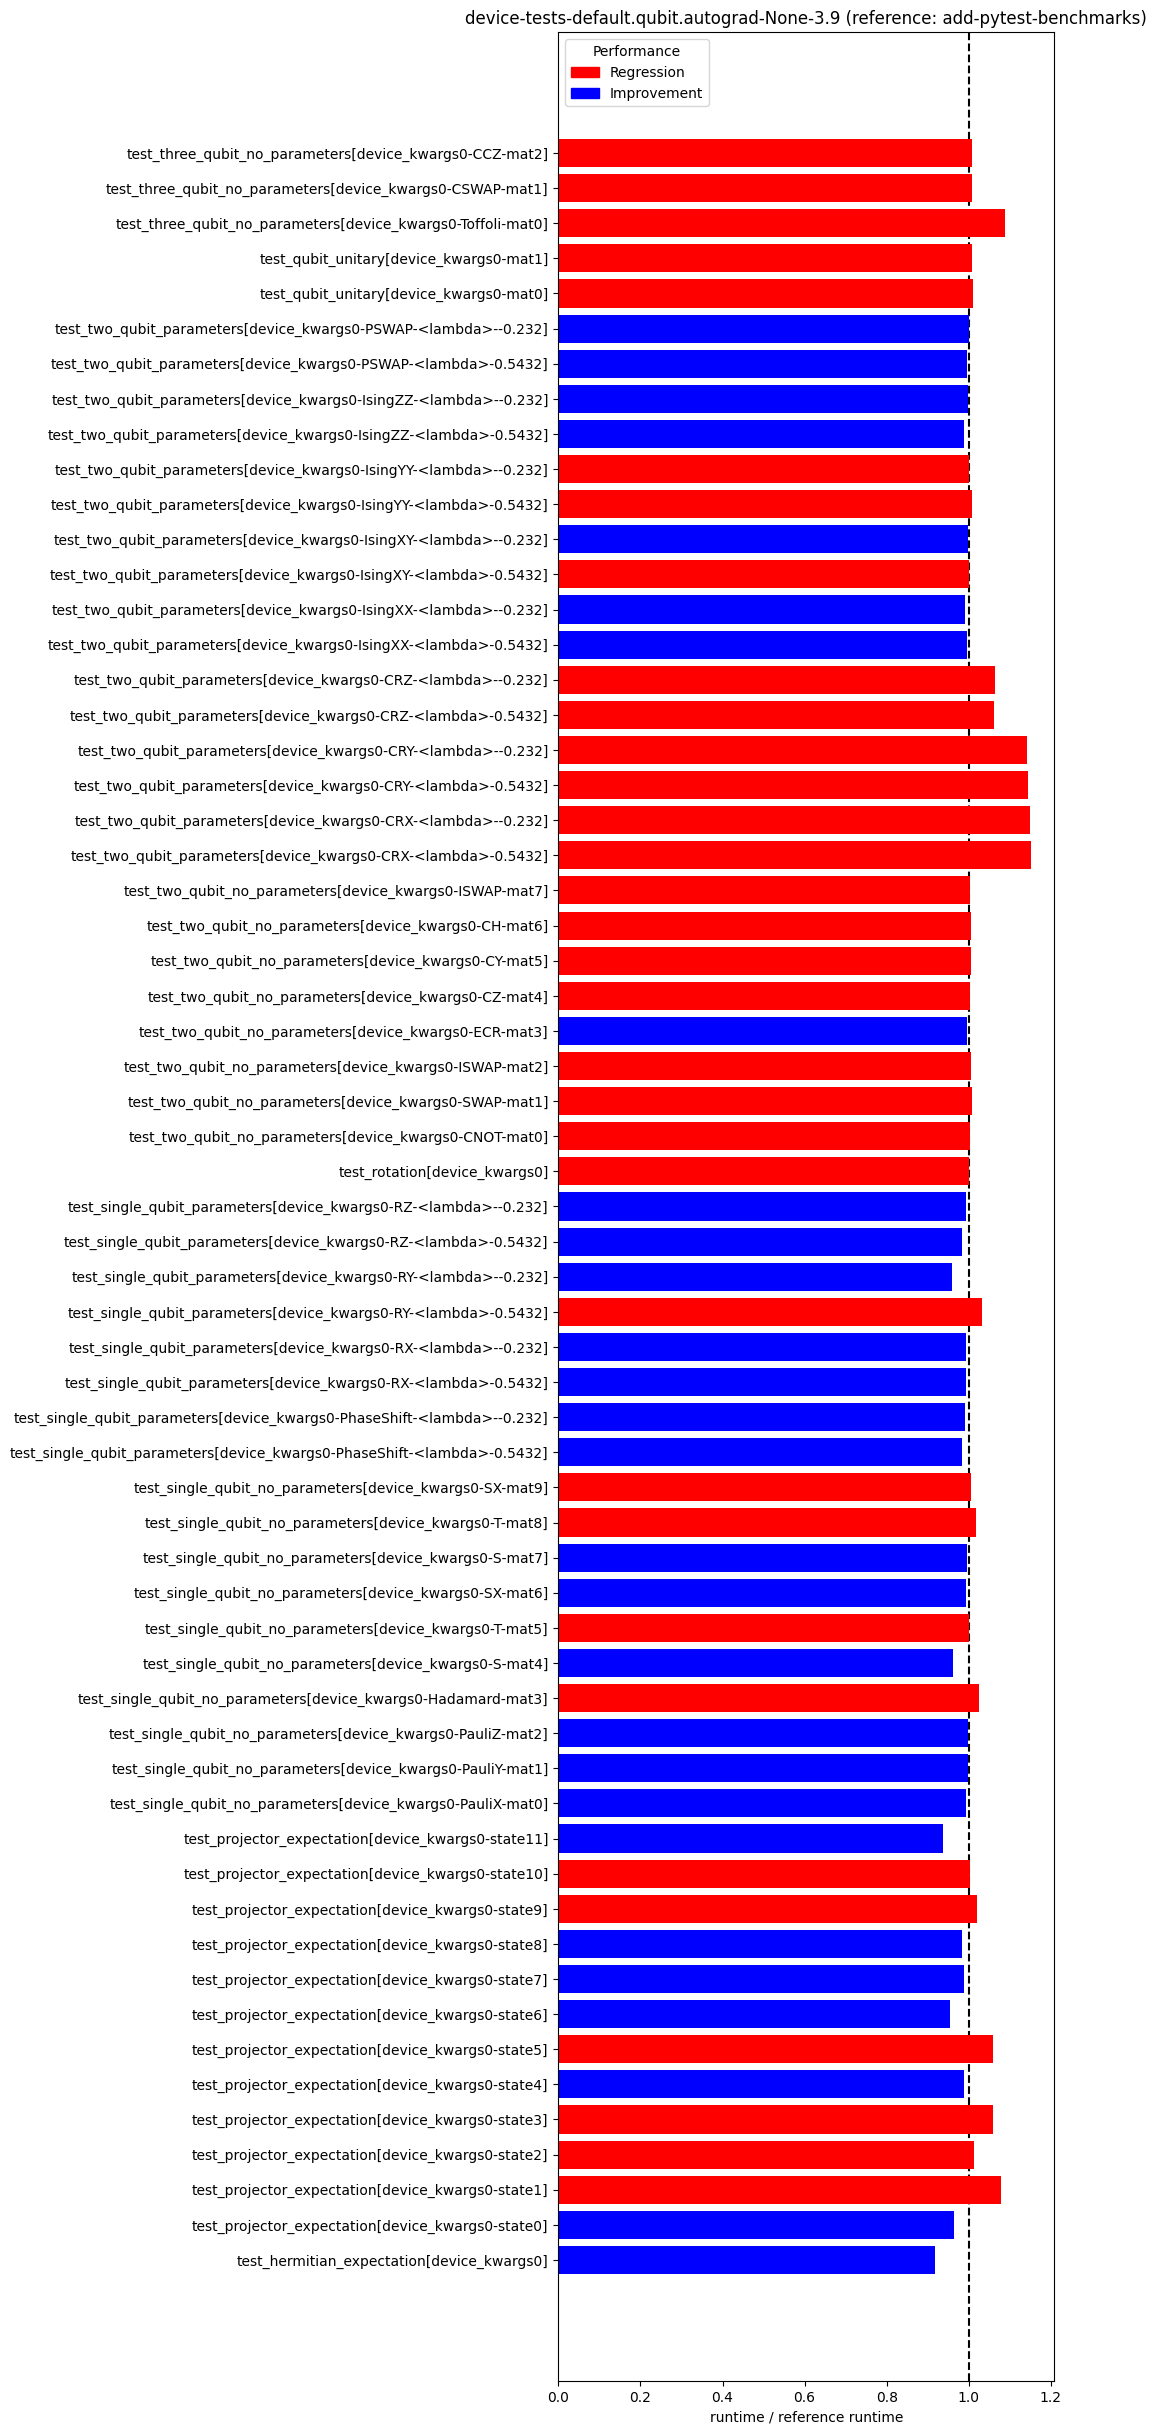 device-tests-default.qubit.autograd-None-3.9 (reference: add-pytest-benchmarks)
Performance
Regression
Improvement
test_three_qubit_no_parameters[device_kwargs0-CCZ-mat2]
test_three_qubit_no_parameters[device_kwargs0-CSWAP-mat1]
test_three_qubit_no_parameters[device_kwargs0-Toffoli-mat0]
test_qubit_unitary[device_kwargs0-mat1]
test_qubit_unitary[device_kwargs0-mat0]
test_two_qubit_parameters[device_kwargs0-PSWAP-<lambda>--0.232]
test_two_qubit_parameters[device_kwargs0-PSWAP-<lambda>-0.5432]
test_two_qubit_parameters[device_kwargs0-IsingZZ-<lambda>--0.232]
test_two_qubit_parameters[device_kwargs0-IsingZZ-<lambda>-0.5432]
test_two_qubit_parameters[device_kwargs0-IsingYY-<lambda>--0.232]
test_two_qubit_parameters[device_kwargs0-IsingYY-<lambda>-0.5432]
test_two_qubit_parameters[device_kwargs0-IsingXY-<lambda>--0.232]
test_two_qubit_parameters[device_kwargs0-IsingXY-<lambda>-0.5432]
test_two_qubit_parameters[device_kwargs0-IsingXX-<lambda>--0.232]
test_two_qubit_parameters[device_kwargs0-IsingXX-<lambda>-0.5432]
test_two_qubit_parameters[device_kwargs0-CRZ-<lambda>--0.232]
test_two_qubit_parameters[device_kwargs0-CRZ-<lambda>-0.5432]
test_two_qubit_parameters[device_kwargs0-CRY-<lambda>--0.232]
test_two_qubit_parameters[device_kwargs0-CRY-<lambda>-0.5432]
test_two_qubit_parameters[device_kwargs0-CRX-<lambda>--0.232]
test_two_qubit_parameters[device_kwargs0-CRX-<lambda>-0.5432]
test_two_qubit_no_parameters[device_kwargs0-ISWAP-mat7]
test_two_qubit_no_parameters[device_kwargs0-CH-mat6]
test_two_qubit_no_parameters[device_kwargs0-CY-mat5]
test_two_qubit_no_parameters[device_kwargs0-CZ-mat4]
test_two_qubit_no_parameters[device_kwargs0-ECR-mat3]
test_two_qubit_no_parameters[device_kwargs0-ISWAP-mat2]
test_two_qubit_no_parameters[device_kwargs0-SWAP-mat1]
test_two_qubit_no_parameters[device_kwargs0-CNOT-mat0]
test_rotation[device_kwargs0]
test_single_qubit_parameters[device_kwargs0-RZ-<lambda>--0.232]
test_single_qubit_parameters[device_kwargs0-RZ-<lambda>-0.5432]
test_single_qubit_parameters[device_kwargs0-RY-<lambda>--0.232]
test_single_qubit_parameters[device_kwargs0-RY-<lambda>-0.5432]
test_single_qubit_parameters[device_kwargs0-RX-<lambda>--0.232]
test_single_qubit_parameters[device_kwargs0-RX-<lambda>-0.5432]
test_single_qubit_parameters[device_kwargs0-PhaseShift-<lambda>--0.232]
test_single_qubit_parameters[device_kwargs0-PhaseShift-<lambda>-0.5432]
test_single_qubit_no_parameters[device_kwargs0-SX-mat9]
test_single_qubit_no_parameters[device_kwargs0-T-mat8]
test_single_qubit_no_parameters[device_kwargs0-S-mat7]
test_single_qubit_no_parameters[device_kwargs0-SX-mat6]
test_single_qubit_no_parameters[device_kwargs0-T-mat5]
test_single_qubit_no_parameters[device_kwargs0-S-mat4]
test_single_qubit_no_parameters[device_kwargs0-Hadamard-mat3]
test_single_qubit_no_parameters[device_kwargs0-PauliZ-mat2]
test_single_qubit_no_parameters[device_kwargs0-PauliY-mat1]
test_single_qubit_no_parameters[device_kwargs0-PauliX-mat0]
test_projector_expectation[device_kwargs0-state11]
test_projector_expectation[device_kwargs0-state10]
test_projector_expectation[device_kwargs0-state9]
test_projector_expectation[device_kwargs0-state8]
test_projector_expectation[device_kwargs0-state7]
test_projector_expectation[device_kwargs0-state6]
test_projector_expectation[device_kwargs0-state5]
test_projector_expectation[device_kwargs0-state4]
test_projector_expectation[device_kwargs0-state3]
test_projector_expectation[device_kwargs0-state2]
test_projector_expectation[device_kwargs0-state1]
test_projector_expectation[device_kwargs0-state0]
test_hermitian_expectation[device_kwargs0]
0.0 0.2 0.4 0.6 0.8 1.0 1.2
runtime / reference runtime